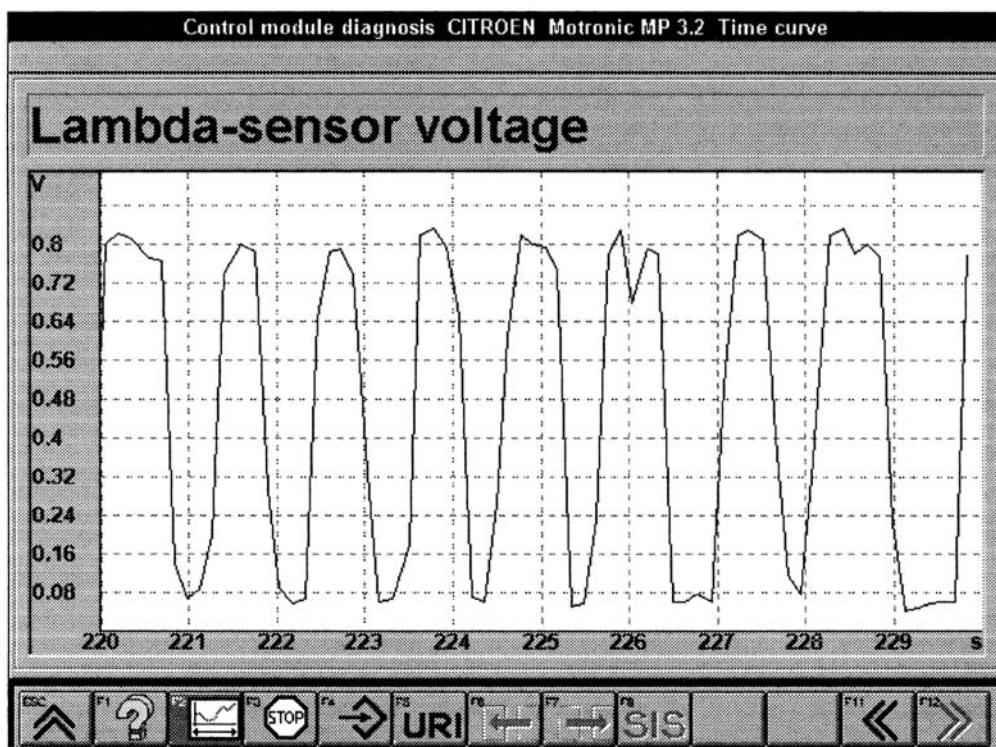 Control module diagnosis CITROEN Motronic MP 3.2 Time curve
Lambda-sensor voltage
V
0.8
0.72
0.64
0.56
0.48
0.4
0.32
0.24
0.16
0.08
220 221 222 223 224 225 226 227 228 229 s
ESC F1 F2 F3 STOP F4 F5 URI F6 F7 F8 SIS F11 F12